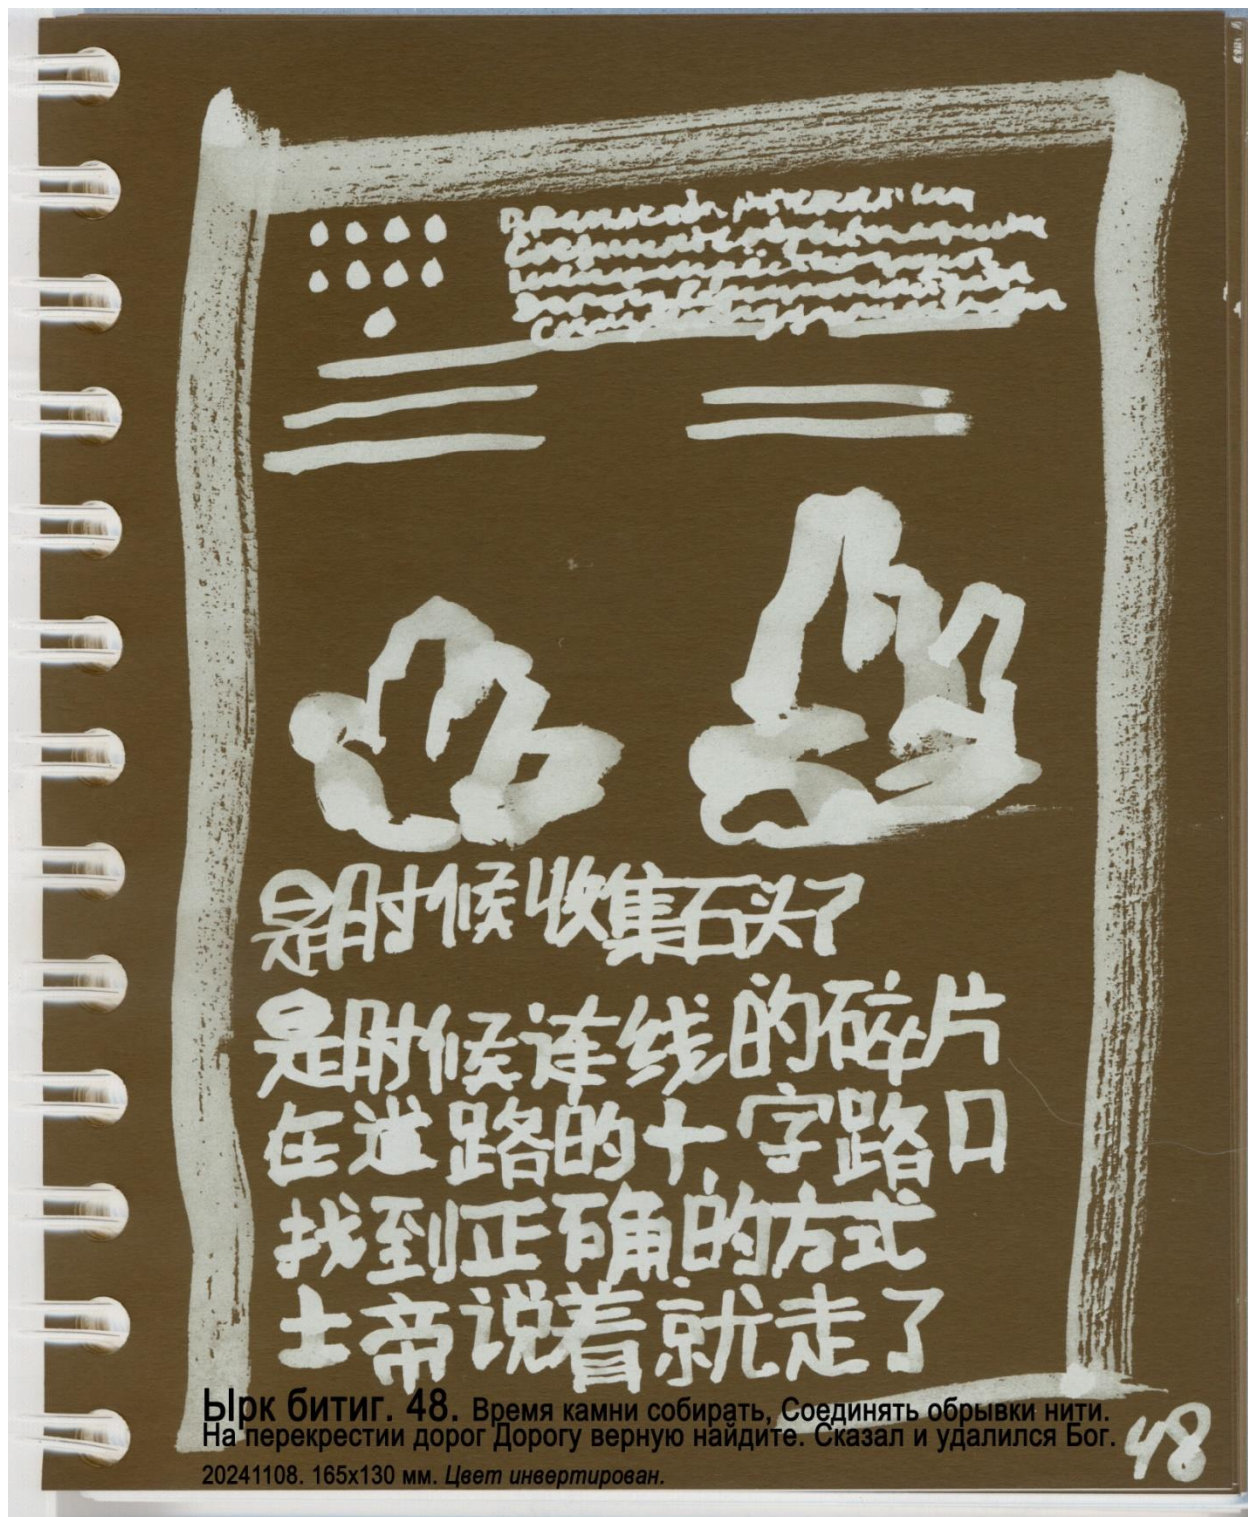 是时候收集石头了
是时候连线的碎片
在道路的十字路口
找到正确的方式
上帝说着就走了
Ырк битиг. 48. Время камни собирать, Соединять обрывки нити.
На перекрестии дорог Дорогу верную найдите. Сказал и удалился Бог.
20241108. 165x130 мм. Цвет инвертирован.
48